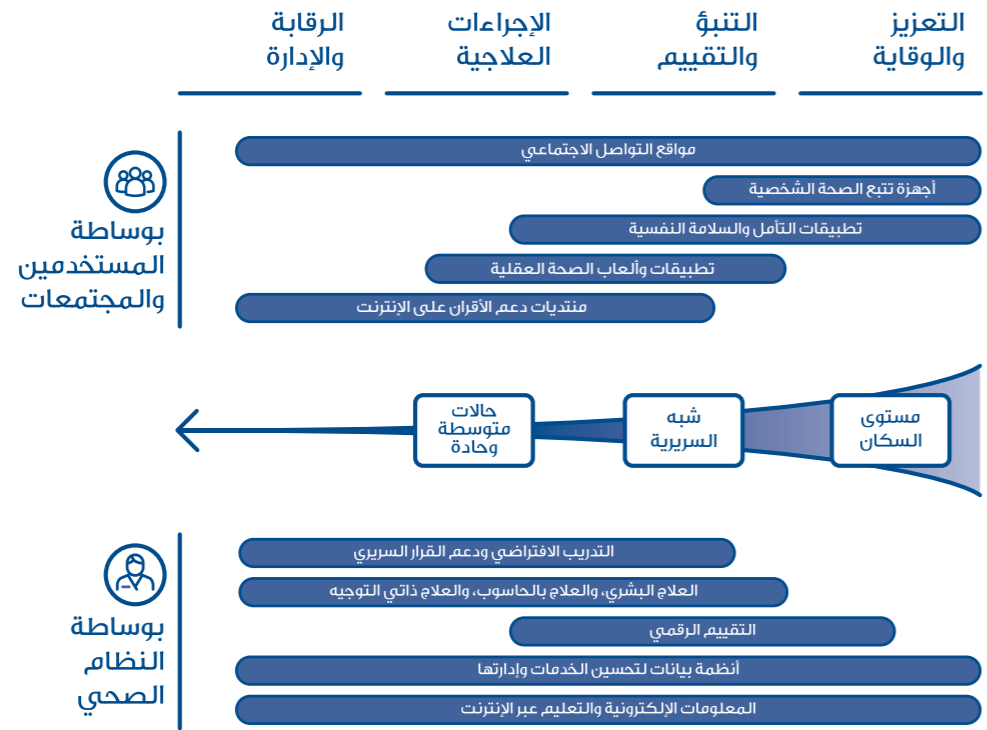 التعزيز
والوقاية
التنبؤ
والتقييم
الإجراءات
العلاجية
الرقابة
والإدارة
بوساطة
المستخدمين
والمجتمعات
مواقع التواصل الاجتماعي
أجهزة تتبع الصحة الشخصية
تطبيقات التأمل والسلامة النفسية
تطبيقات وألعاب الصحة العقلية
منتديات دعم الأقران على الإنترنت
مستوى
السكان
شبه
السريرية
حالات
متوسطة
وحادة
بوساطة
النظام
الصحي
التدريب الافتراضي ودعم القرار السريري
العلاج البشري، والعلاج بالحاسوب، والعلاج ذاتي التوجيه
التقييم الرقمي
أنظمة بيانات لتحسين الخدمات وإدارتها
المعلومات الإلكترونية والتعليم عبر الإنترنت